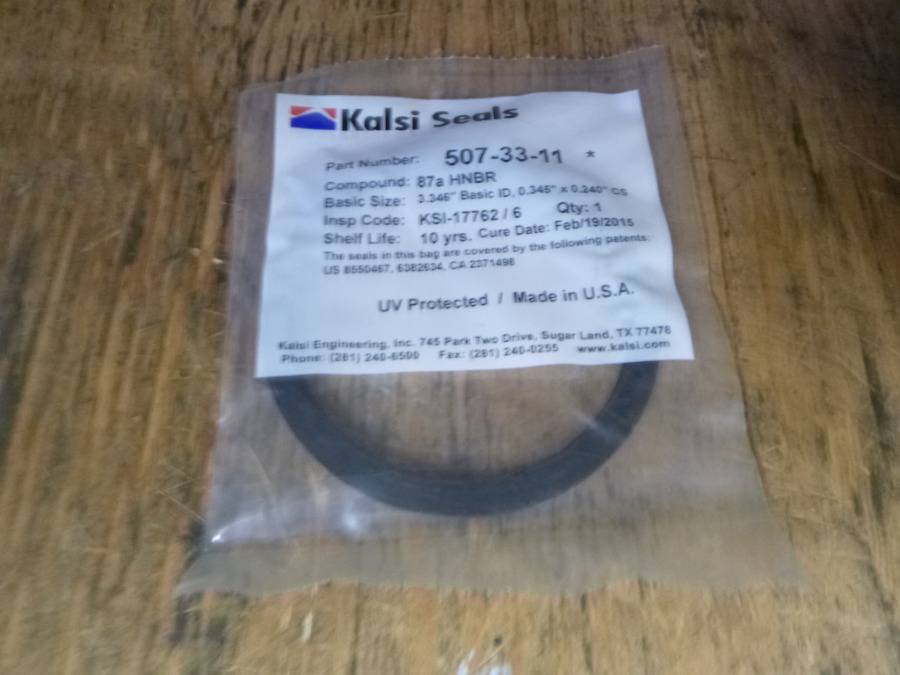 Kalsi Seals
Part Number: 507-33-11 *
Compound: 87a HNBR
Basic Size: 3.346" Basic ID, 0.345" x 0.240" CS
Insp Code: KSI-17762 / 6 Qty: 1
Shelf Life: 10 yrs. Cure Date: Feb/19/2015
The seals in this bag are covered by the following patents:
US 8550467, 6382634, CA 2371498
UV Protected / Made in U.S.A.
Kalsi Engineering, Inc. 745 Park Two Drive, Sugar Land, TX 77478
Phone: (281) 240-6500 Fax: (281) 240-0255 www.kalsi.com